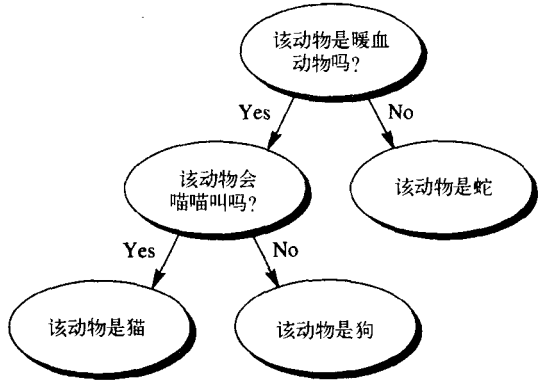 该动物是暖血
动物吗?
Yes
No
该动物会
喵喵叫吗?
该动物是蛇
Yes
No
该动物是猫
该动物是狗